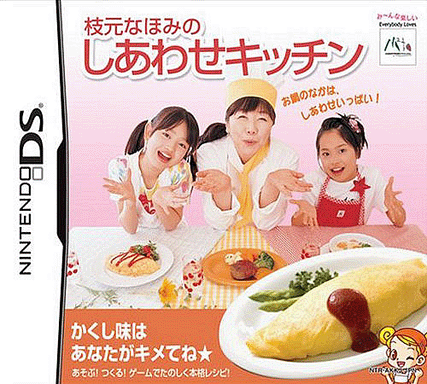 枝元なほみの
しあわせキッチン
お〜んな楽しい
Everybody Loves
お鍋のなかは、
しあわせいっぱい！
NINTENDO DS
かくし味は
あなたがキメてね★
あそぶ! つくる! ゲームでたのしく本格レシピ!